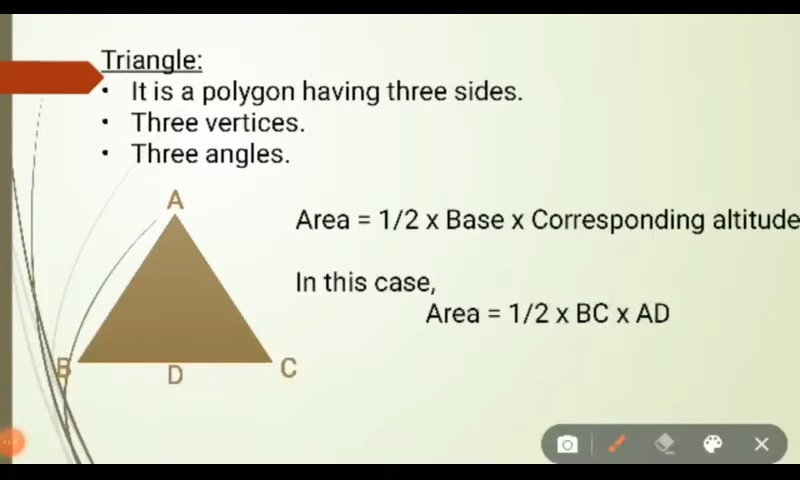 Triangle:
• It is a polygon having three sides.
• Three vertices.
• Three angles.
A
Area = 1/2 x Base x Corresponding altitude
In this case,
Area = 1/2 x BC x AD
B
D
C